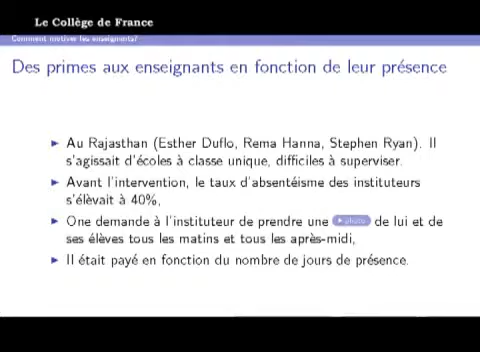 Le Collège de France
Comment motiver les enseignants?
Des primes aux enseignants en fonction de leur présence
▶ Au Rajasthan (Esther Duflo, Rema Hanna, Stephen Ryan). Il
s'agissait d'écoles à classe unique, difficiles à superviser.
▶ Avant l'intervention, le taux d'absentéisme des instituteurs
s'élèvait à 40%,
▶ One demande à l'instituteur de prendre une ▶ photo de lui et de
ses élèves tous les matins et tous les après-midi,
▶ Il était payé en fonction du nombre de jours de présence.